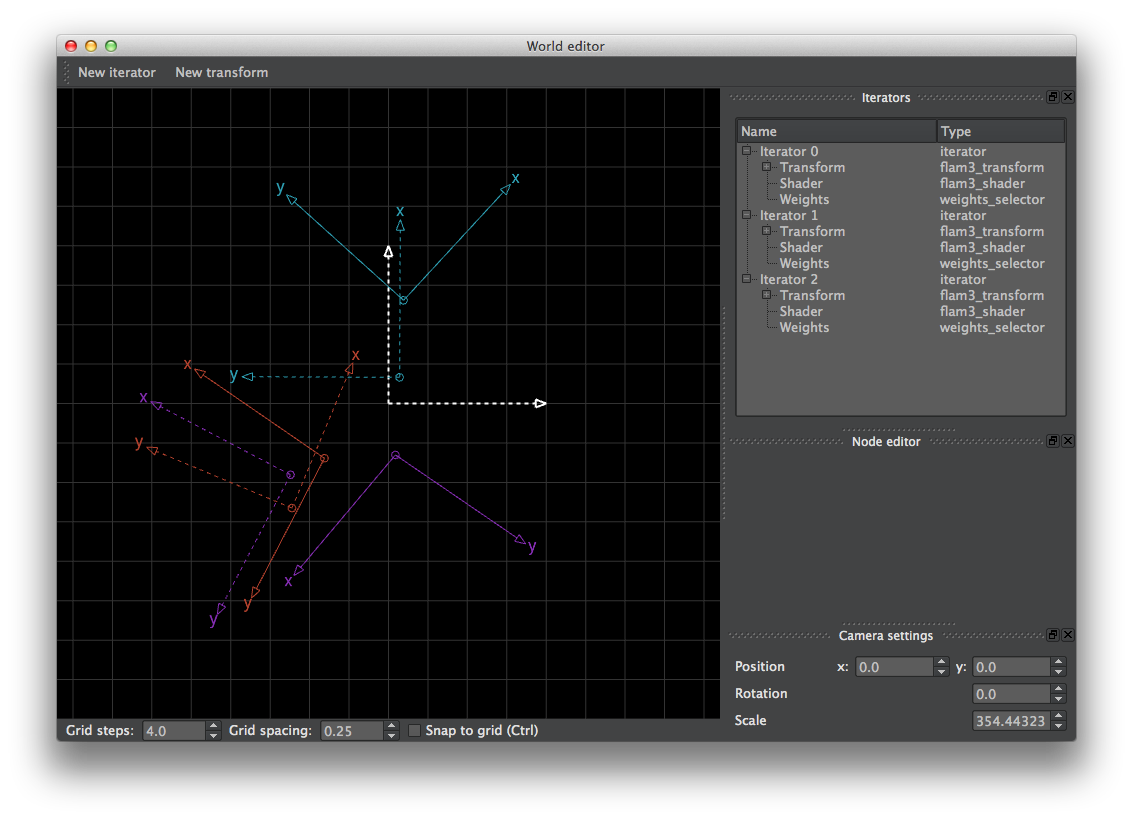 World editor
New iterator New transform
Iterators
Name Type
Iterator 0 iterator
Transform flam3_transform
Shader flam3_shader
Weights weights_selector
Iterator 1 iterator
Transform flam3_transform
Shader flam3_shader
Weights weights_selector
Iterator 2 iterator
Transform flam3_transform
Shader flam3_shader
Weights weights_selector
y x
x
x
x y
x
y
y
x
y
y
Node editor
Camera settings
Position x: 0.0 y: 0.0
Rotation 0.0
Scale 354.44323
Grid steps: 4.0 Grid spacing: 0.25 Snap to grid (Ctrl)